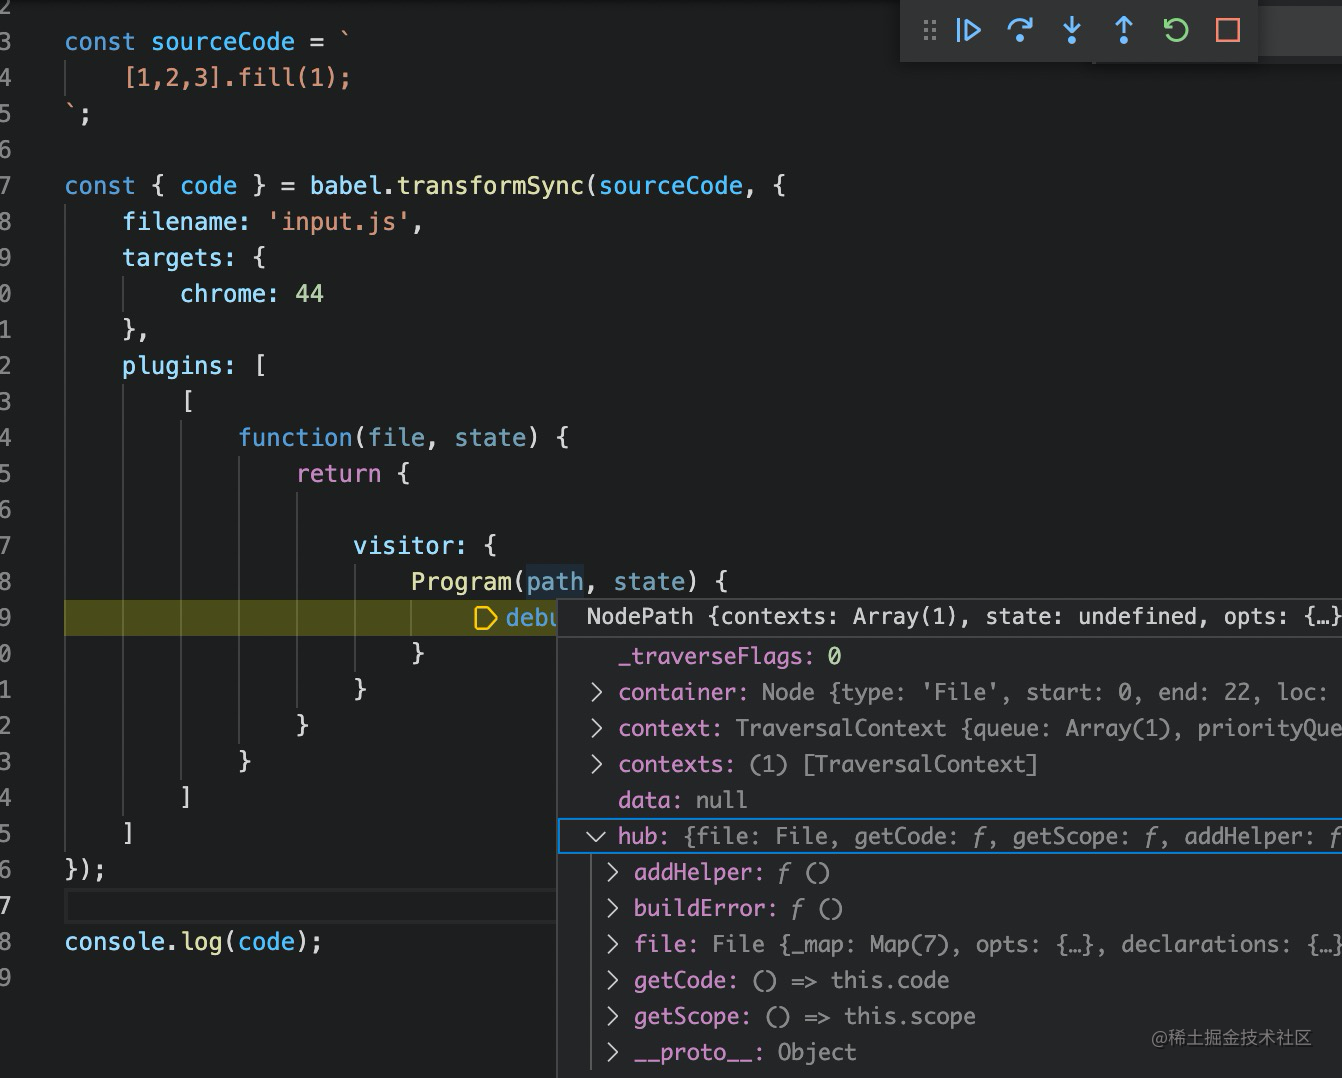 2
3 const sourceCode = `
4 [1,2,3].fill(1);
5 `;
6
7 const { code } = babel.transformSync(sourceCode, {
8 filename: 'input.js',
9 targets: {
0 chrome: 44
1 },
2 plugins: [
3 [
4 function(file, state) {
5 return {
6
7 visitor: {
8 Program(path, state) {
9 debu
0 }
1 }
2 }
3 }
4 ]
5 ]
6 });
7
8 console.log(code);
9
NodePath {contexts: Array(1), state: undefined, opts: {…}
_traverseFlags: 0
container: Node {type: 'File', start: 0, end: 22, loc:
context: TraversalContext {queue: Array(1), priorityQue
contexts: (1) [TraversalContext]
data: null
hub: {file: File, getCode: ƒ, getScope: ƒ, addHelper: ƒ
addHelper: ƒ ()
buildError: ƒ ()
file: File {_map: Map(7), opts: {…}, declarations: {…}
getCode: () => this.code
getScope: () => this.scope
__proto__: Object
@稀土掘金技术社区